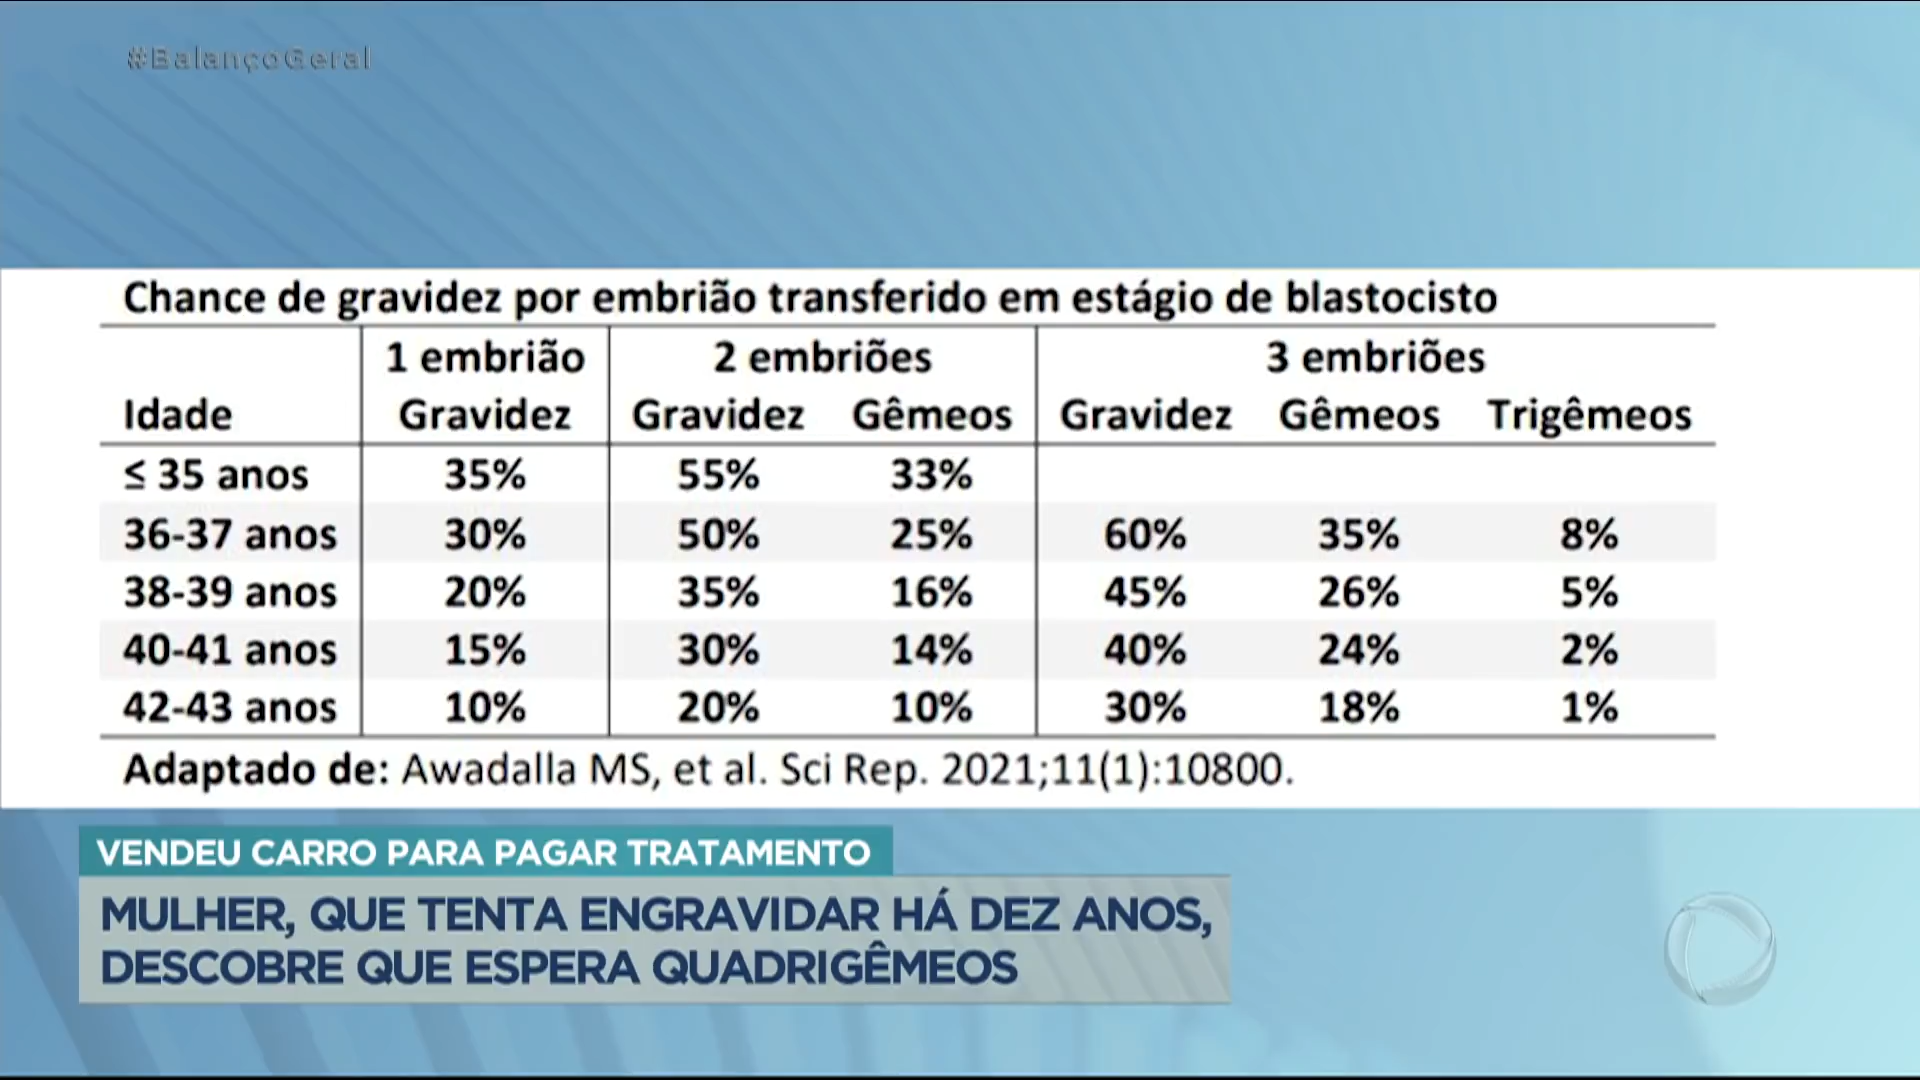 #BalançoGeral
Chance de gravidez por embrião transferido em estágio de blastocisto
1 embrião 2 embriões 3 embriões
Idade Gravidez Gravidez Gêmeos Gravidez Gêmeos Trigêmeos
≤ 35 anos 35% 55% 33%
36-37 anos 30% 50% 25% 60% 35% 8%
38-39 anos 20% 35% 16% 45% 26% 5%
40-41 anos 15% 30% 14% 40% 24% 2%
42-43 anos 10% 20% 10% 30% 18% 1%
Adaptado de: Awadalla MS, et al. Sci Rep. 2021;11(1):10800.
VENDEU CARRO PARA PAGAR TRATAMENTO
MULHER, QUE TENTA ENGRAVIDAR HÁ DEZ ANOS,
DESCOBRE QUE ESPERA QUADRIGÊMEOS